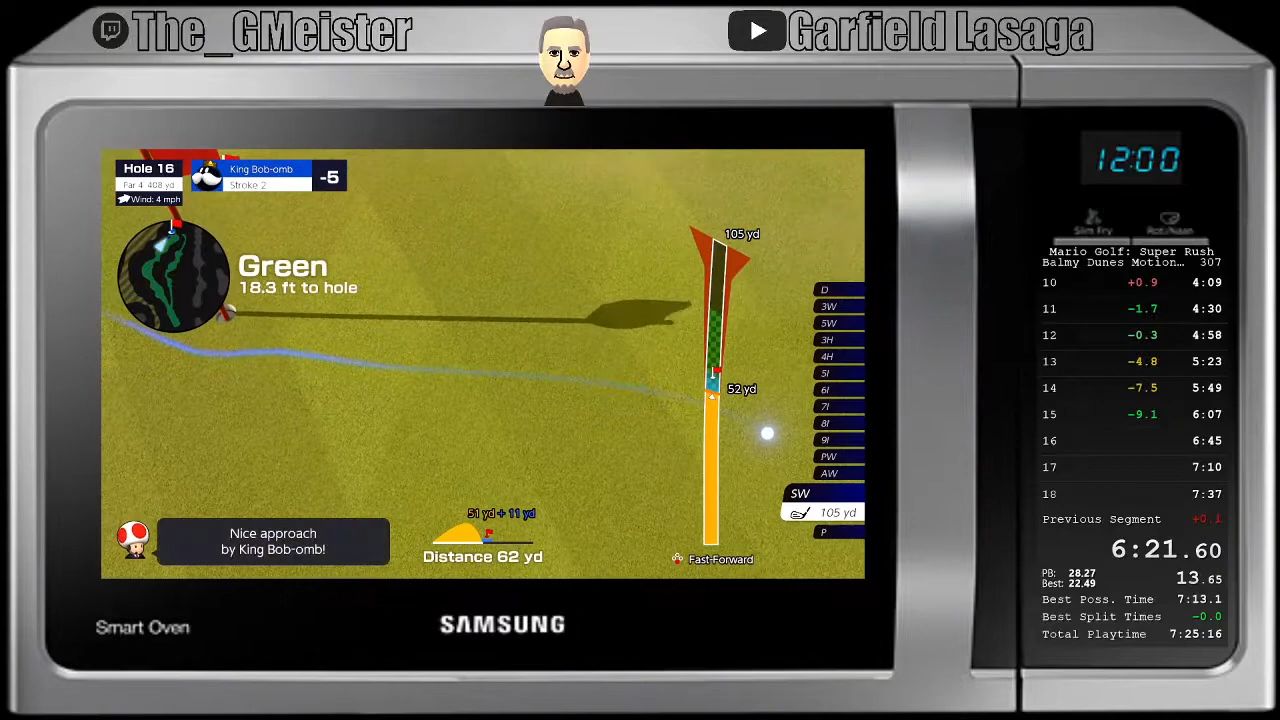 The_GMeister
Garfield Lasaga
Hole 16
Par 4 408 yd
Wind: 4 mph
King Bob-omb
Stroke 2
-5
Green
18.3 ft to hole
105 yd
52 yd
D
3W
5W
3H
4H
5I
6I
7I
8I
9I
PW
AW
SW
105 yd
P
Nice approach
by King Bob-omb!
51 yd + 11 yd
Distance 62 yd
Fast-Forward
Smart Oven
SAMSUNG
12:00
Slim Fry
Roti/Naan
Mario Golf: Super Rush
Balmy Dunes Motion... 307
10 +0.9 4:09
11 -1.7 4:30
12 -0.3 4:58
13 -4.8 5:23
14 -7.5 5:49
15 -9.1 6:07
16 6:45
17 7:10
18 7:37
Previous Segment +0.1
6:21.60
PB: 28.27
Best: 22.49
13.65
Best Poss. Time 7:13.1
Best Split Times -0.0
Total Playtime 7:25:16